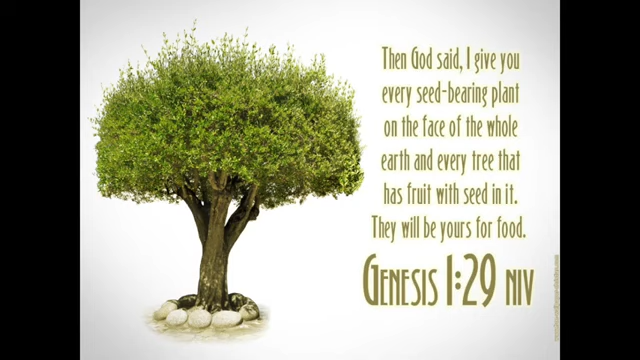 Then God said, I give you
every seed-bearing plant
on the face of the whole
earth and every tree that
has fruit with seed in it.
They will be yours for food.
GENESIS 1:29 NIV